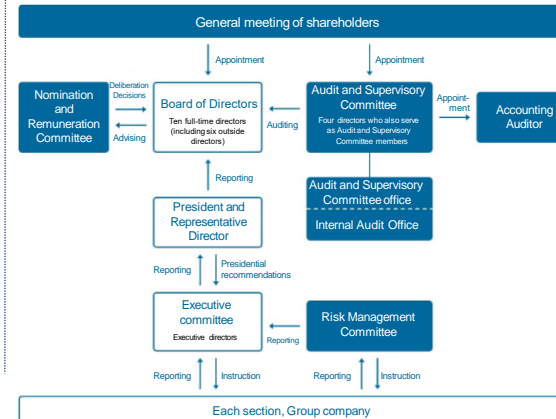 General meeting of shareholders
Appointment
Appointment
Nomination
and
Remuneration
Committee
Deliberation
Decisions
Advising
Board of Directors
Ten full-time directors
(including six outside
directors)
Auditing
Audit and Supervisory
Committee
Four directors who also serve
as Audit and Supervisory
Committee members
Appoint-
ment
Accounting
Auditor
Reporting
Audit and Supervisory
Committee office
Internal Audit Office
President and
Representative
Director
Reporting
Presidential
recommendations
Executive
committee
Executive directors
Reporting
Risk Management
Committee
Reporting
Instruction
Reporting
Instruction
Each section, Group company